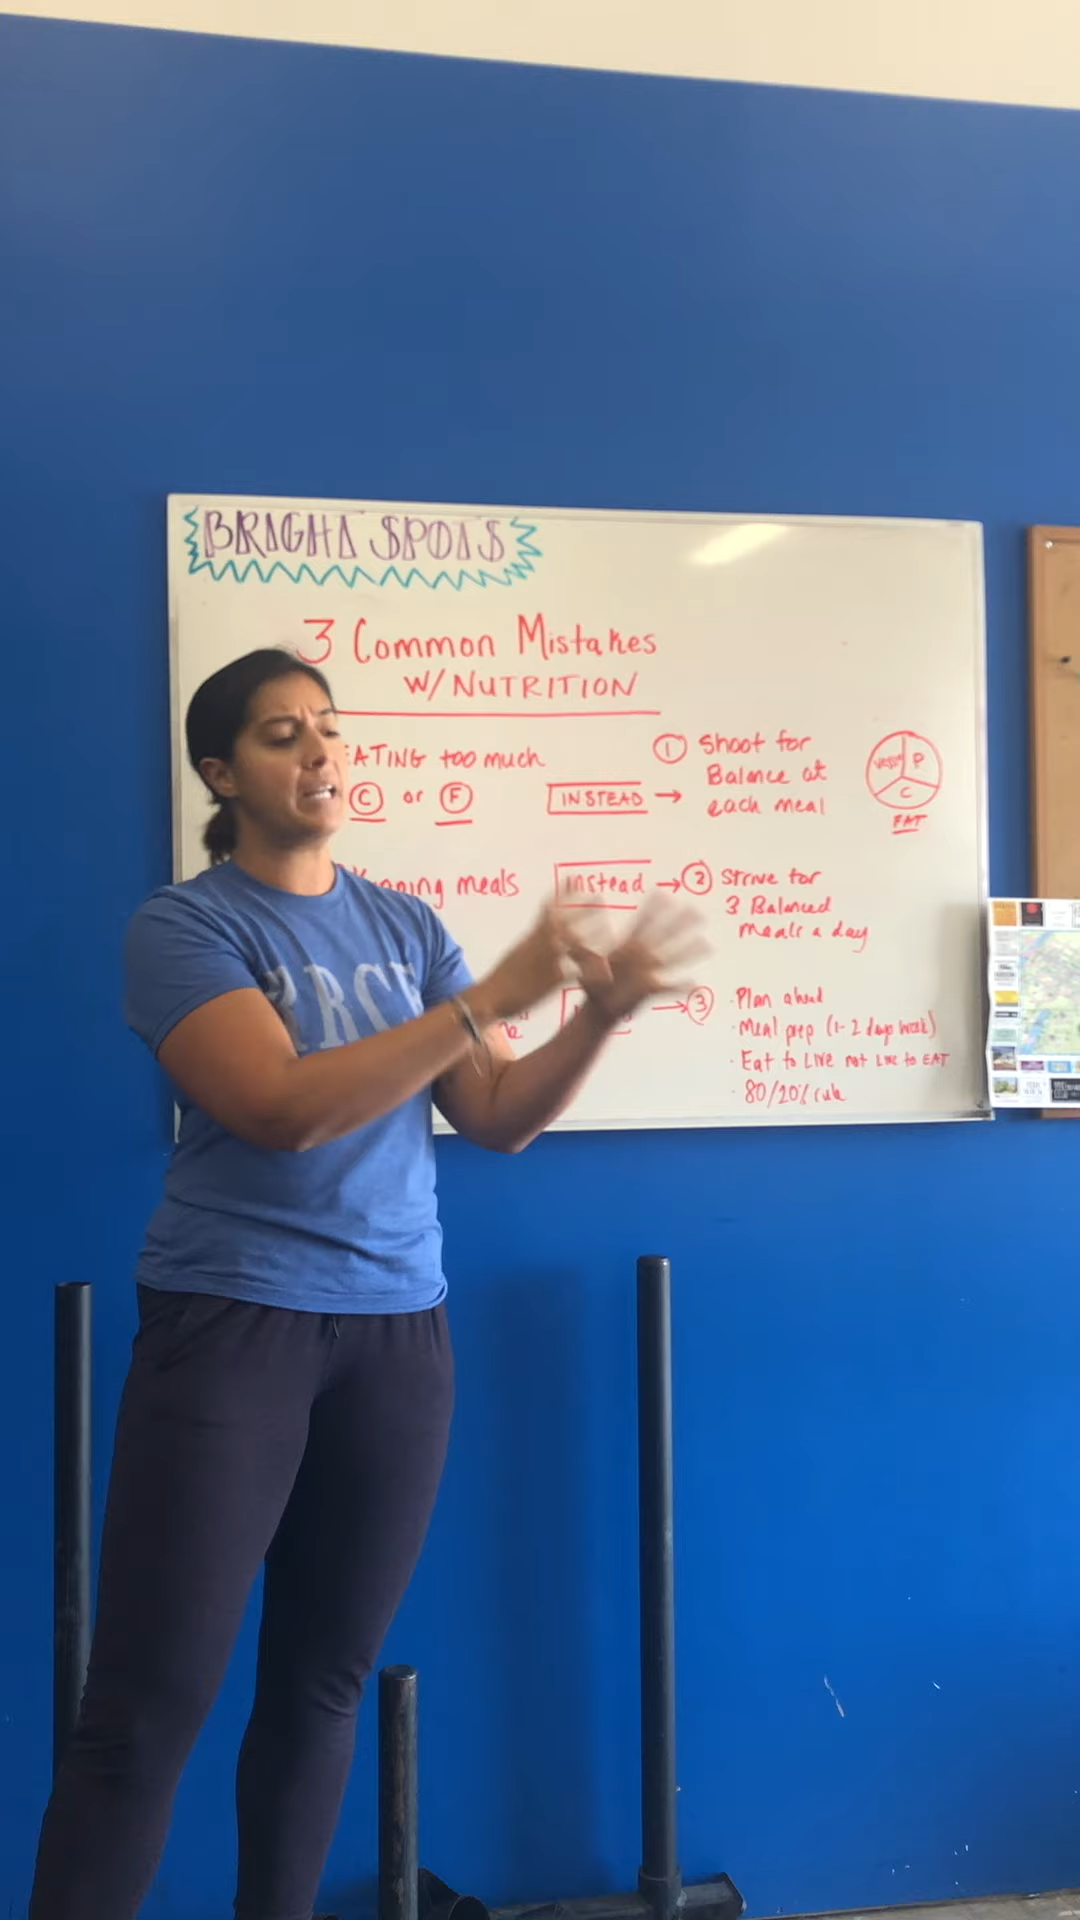 BRIGHT SPOTS
3 Common Mistakes
W/ NUTRITION
EATING too much
C or F
INSTEAD →
① Shoot for
Balance at
each meal
P
C
FAT
meals
instead →
② Strive for
3 Balanced
meals a day
→ ③
· Plan ahead
· Meal prep (1-2 days week)
· Eat to Live not Live to EAT
· 80/20% rule